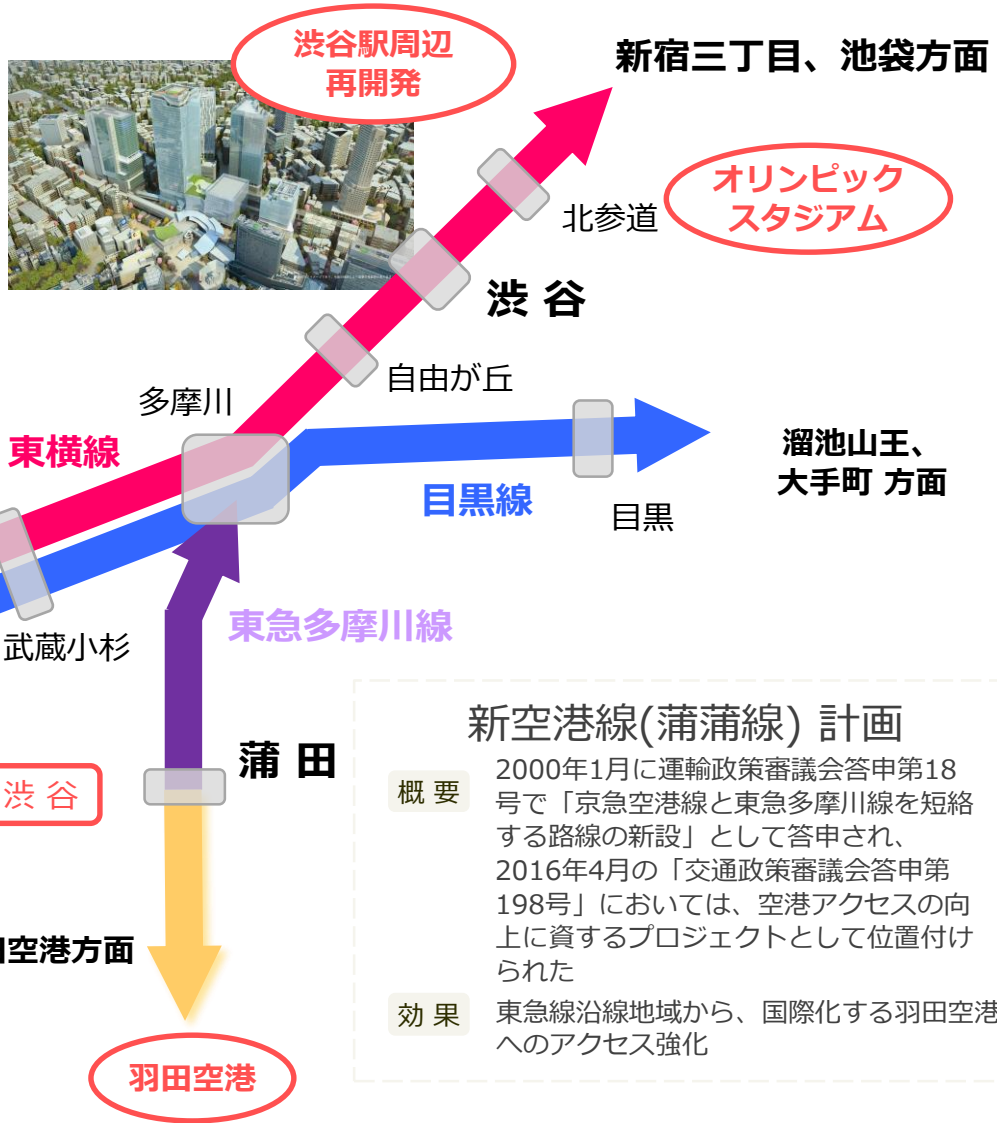 渋谷駅周辺
再開発
新宿三丁目、池袋方面
オリンピック
スタジアム
北参道
渋 谷
自由が丘
多摩川
東横線
溜池山王、
大手町 方面
目黒線
目黒
東急多摩川線
武蔵小杉
蒲 田
渋 谷
空港方面
羽田空港
新空港線(蒲蒲線) 計画
概 要
2000年1月に運輸政策審議会答申第18
号で「京急空港線と東急多摩川線を短絡
する路線の新設」として答申され、
2016年4月の「交通政策審議会答申第
198号」においては、空港アクセスの向
上に資するプロジェクトとして位置付け
られた
効 果
東急線沿線地域から、国際化する羽田空港
へのアクセス強化